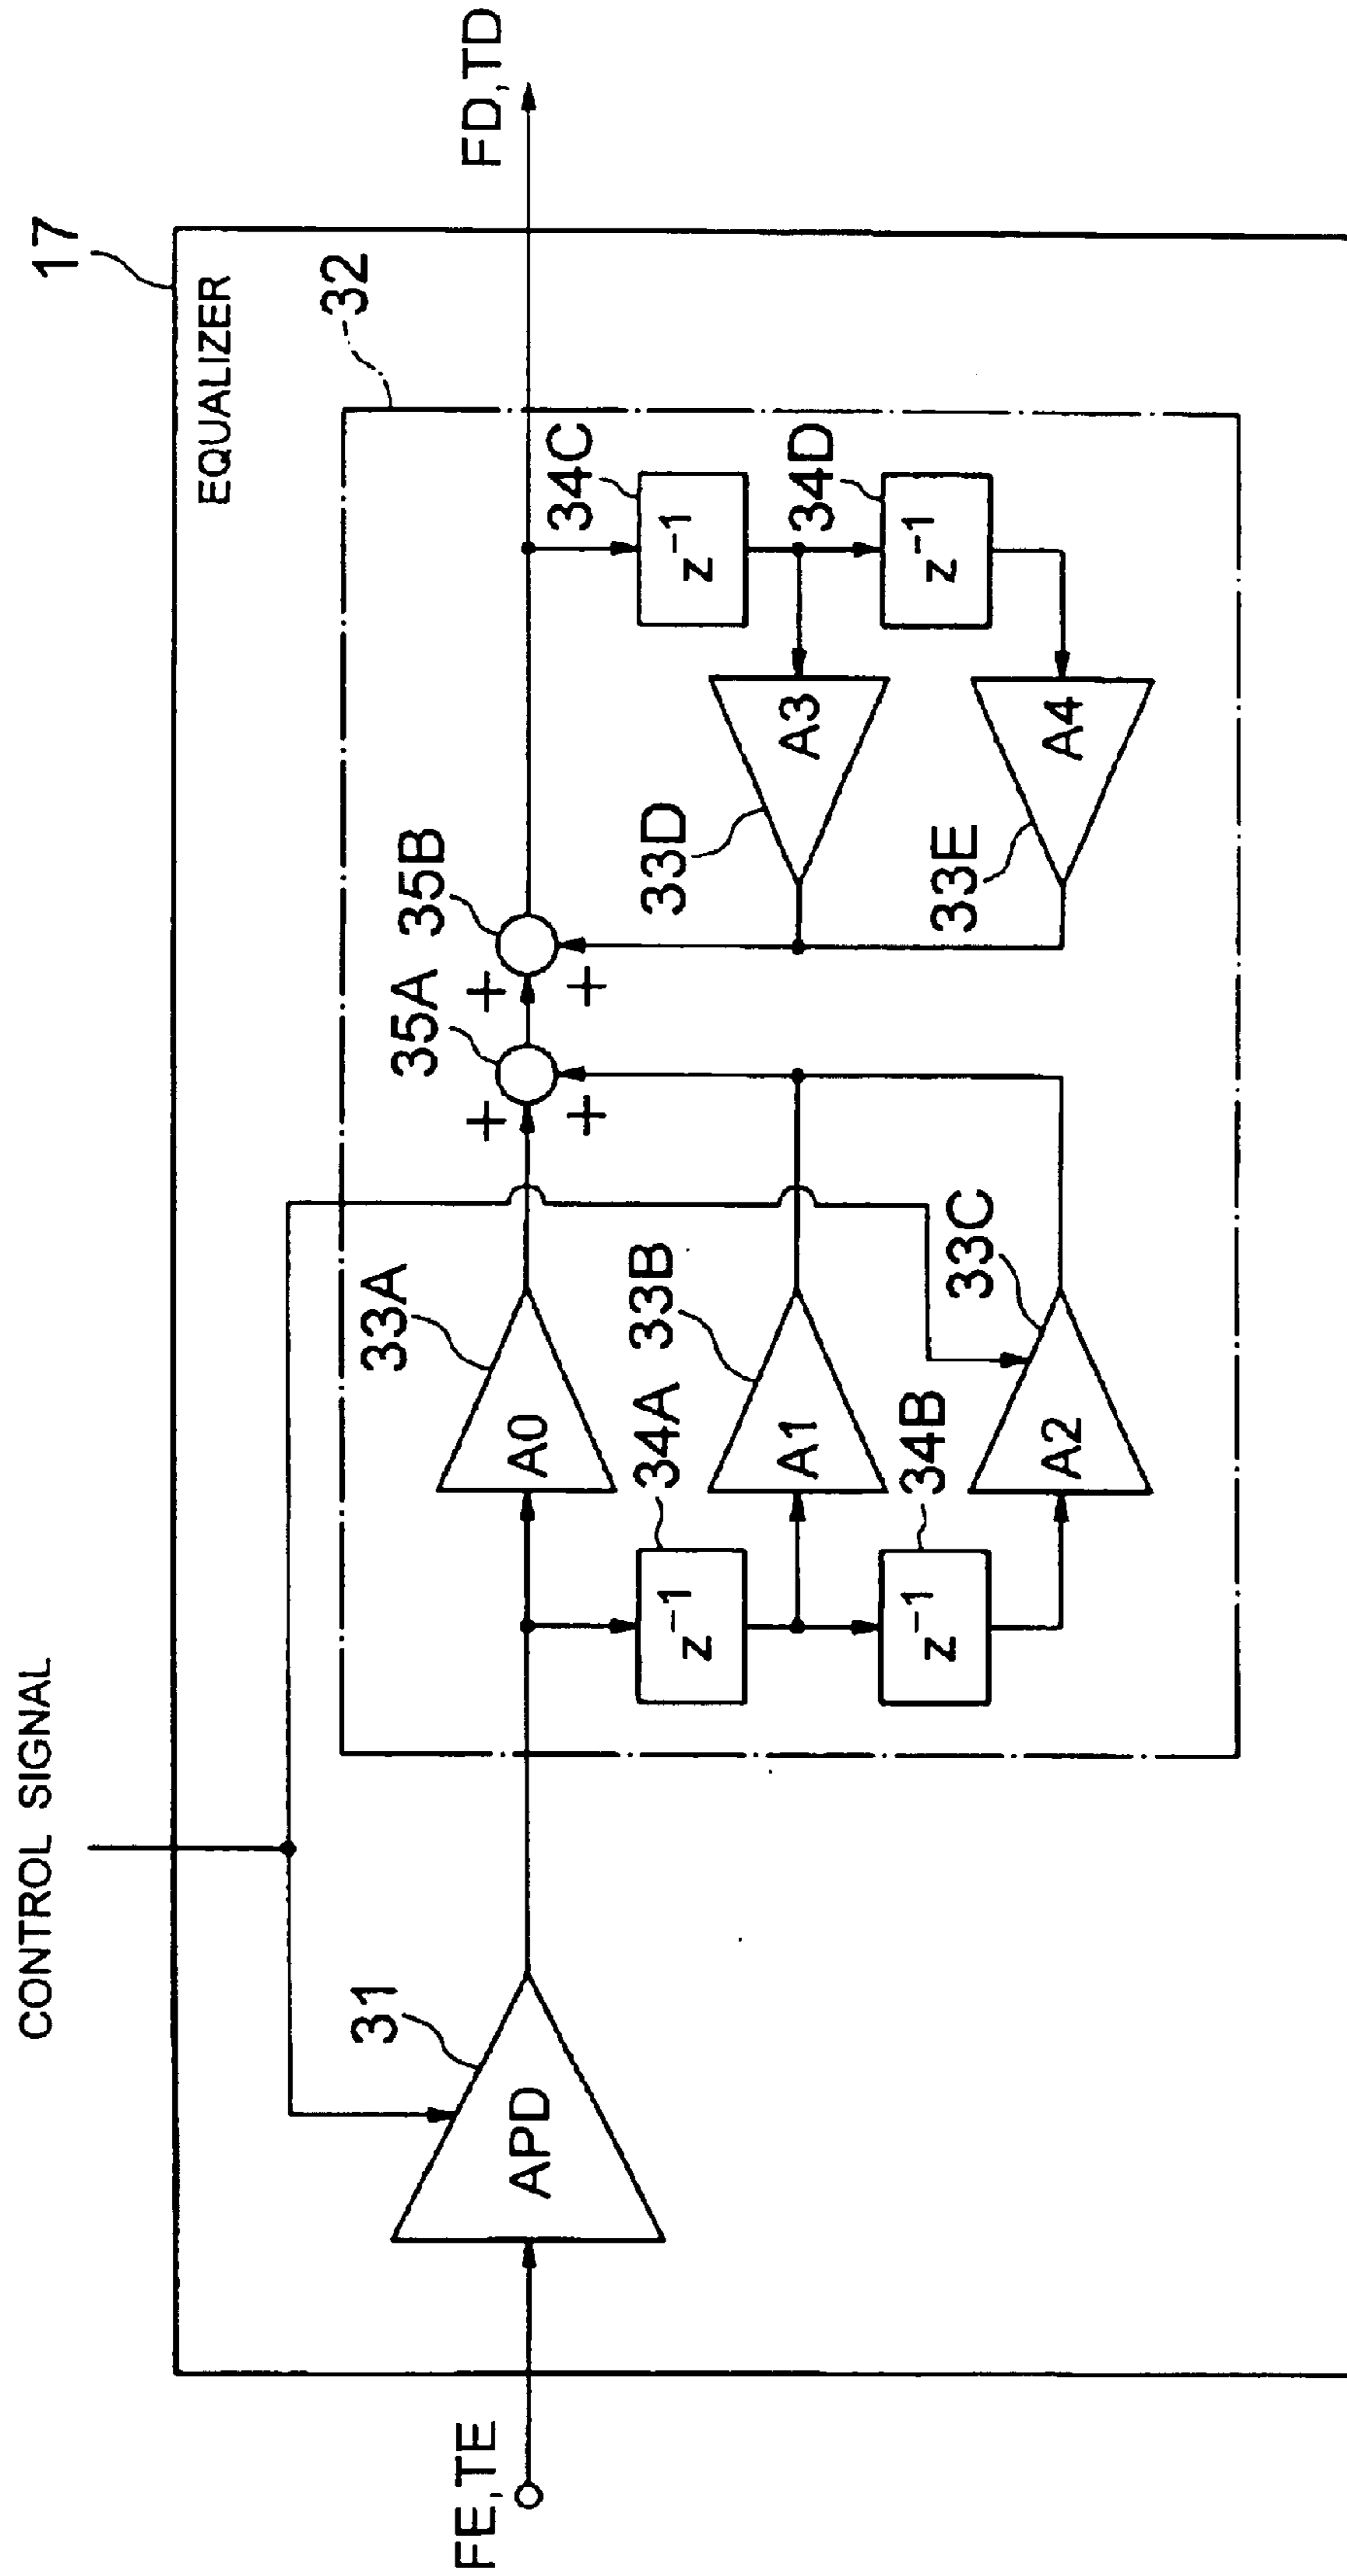 CONTROL SIGNAL
17
EQUALIZER
32
FE,TE
31
APD
33A
A0
35A
35B
+
+
+
+
FD,TD
34A
z⁻¹
33B
A1
34B
z⁻¹
33C
A2
34C
z⁻¹
33D
A3
34D
z⁻¹
33E
A4